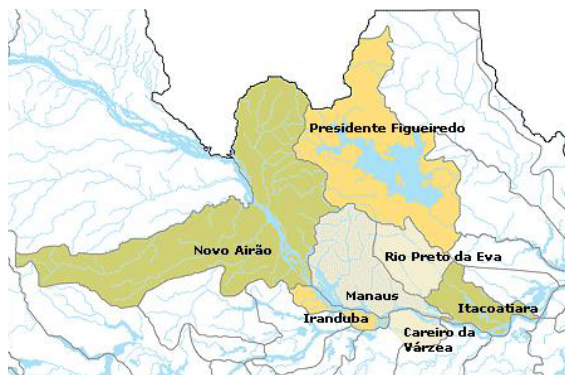 Presidente Figueiredo
Novo Airão
Rio Preto da Eva
Manaus
Itacoatiara
Iranduba
Careiro da
Várzea